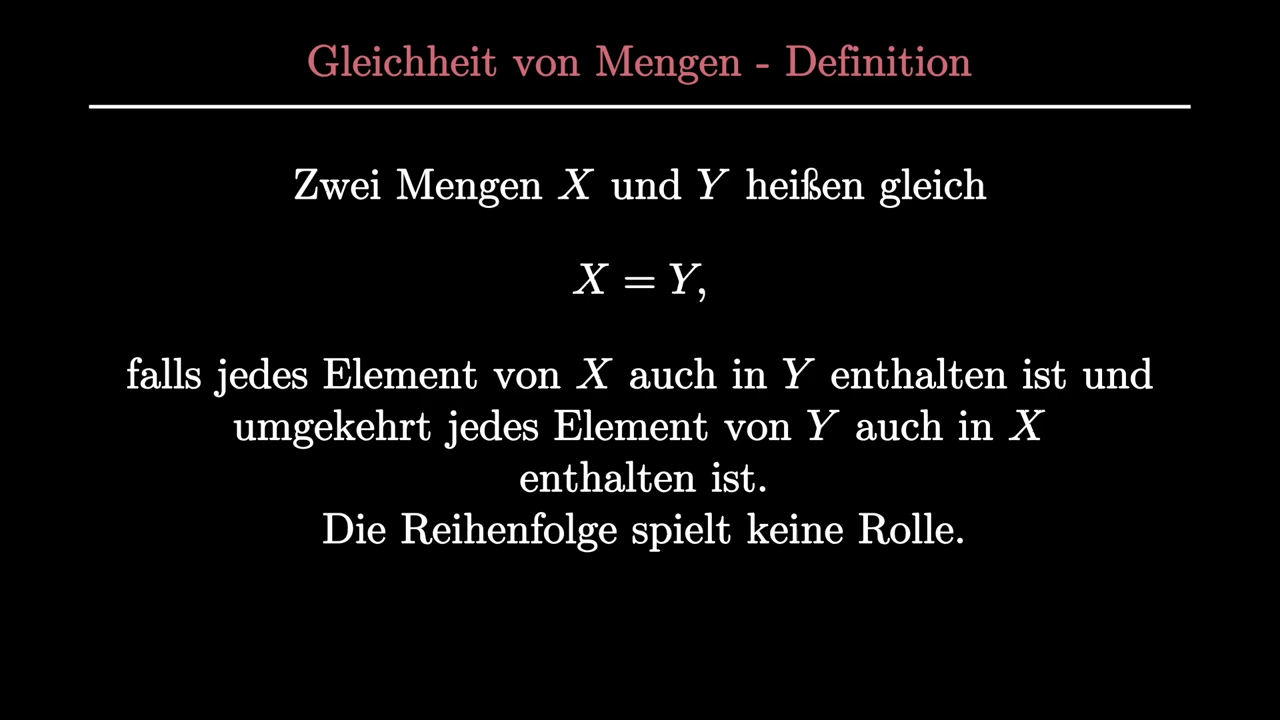 Gleichheit von Mengen - Definition
Zwei Mengen X und Y heißen gleich
X = Y,
falls jedes Element von X auch in Y enthalten ist und
umgekehrt jedes Element von Y auch in X
enthalten ist.
Die Reihenfolge spielt keine Rolle.